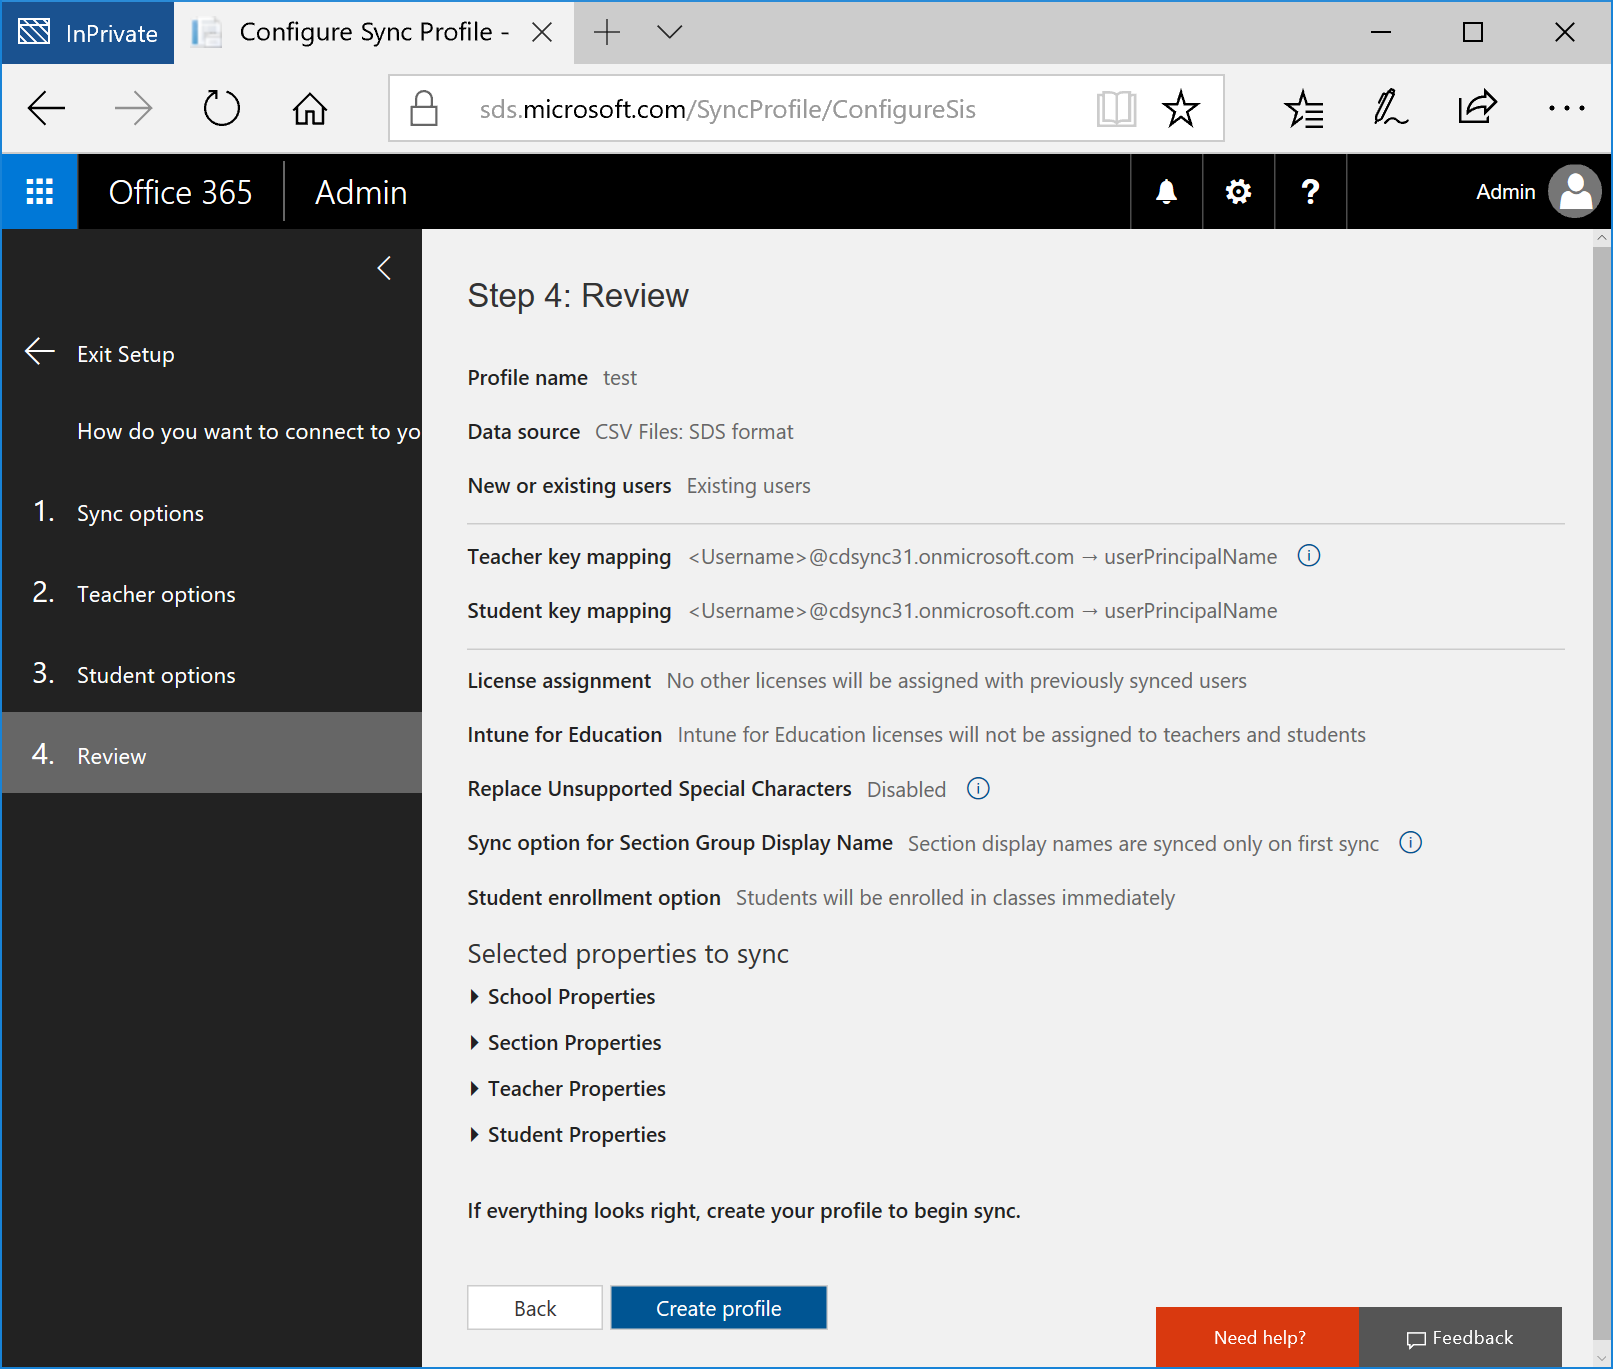 InPrivate
Configure Sync Profile -
sds.microsoft.com/SyncProfile/ConfigureSis
Office 365
Admin
?
Admin
Exit Setup
How do you want to connect to yo
1. Sync options
2. Teacher options
3. Student options
4. Review
Step 4: Review
Profile name test
Data source CSV Files: SDS format
New or existing users Existing users
Teacher key mapping <Username>@cdsync31.onmicrosoft.com → userPrincipalName
Student key mapping <Username>@cdsync31.onmicrosoft.com → userPrincipalName
License assignment No other licenses will be assigned with previously synced users
Intune for Education Intune for Education licenses will not be assigned to teachers and students
Replace Unsupported Special Characters Disabled
Sync option for Section Group Display Name Section display names are synced only on first sync
Student enrollment option Students will be enrolled in classes immediately
Selected properties to sync
School Properties
Section Properties
Teacher Properties
Student Properties
If everything looks right, create your profile to begin sync.
Back
Create profile
Need help?
Feedback